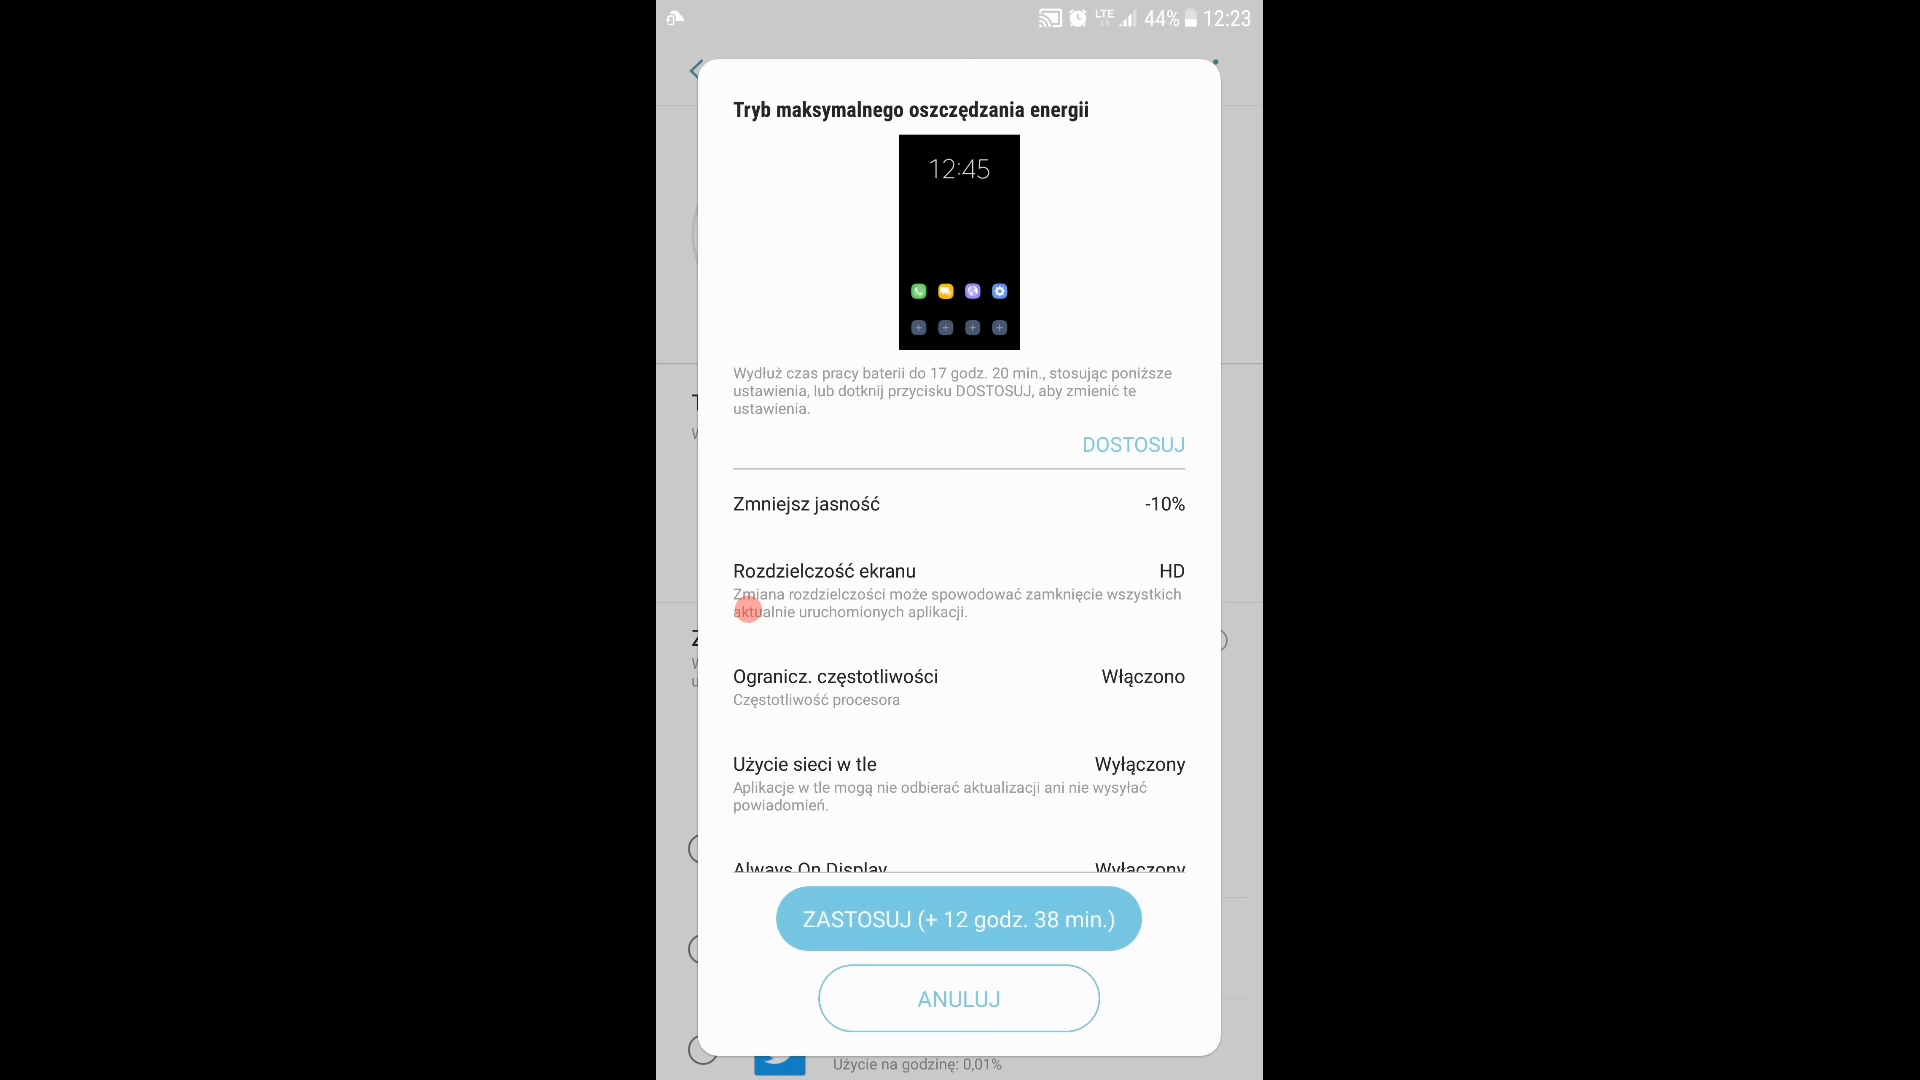 LTE 44% 12:23
Tryb maksymalnego oszczędzania energii
12:45
Wydłuż czas pracy baterii do 17 godz. 20 min., stosując poniższe
ustawienia, lub dotknij przycisku DOSTOSUJ, aby zmienić te
ustawienia.
DOSTOSUJ
Zmniejsz jasność -10%
Rozdzielczość ekranu HD
Zmiana rozdzielczości może spowodować zamknięcie wszystkich
aktualnie uruchomionych aplikacji.
Ogranicz. częstotliwości Włączono
Częstotliwość procesora
Użycie sieci w tle Wyłączony
Aplikacje w tle mogą nie odbierać aktualizacji ani nie wysyłać
powiadomień.
Always On Display Wyłączony
ZASTOSUJ (+ 12 godz. 38 min.)
ANULUJ
Użycie na godzinę: 0,01%